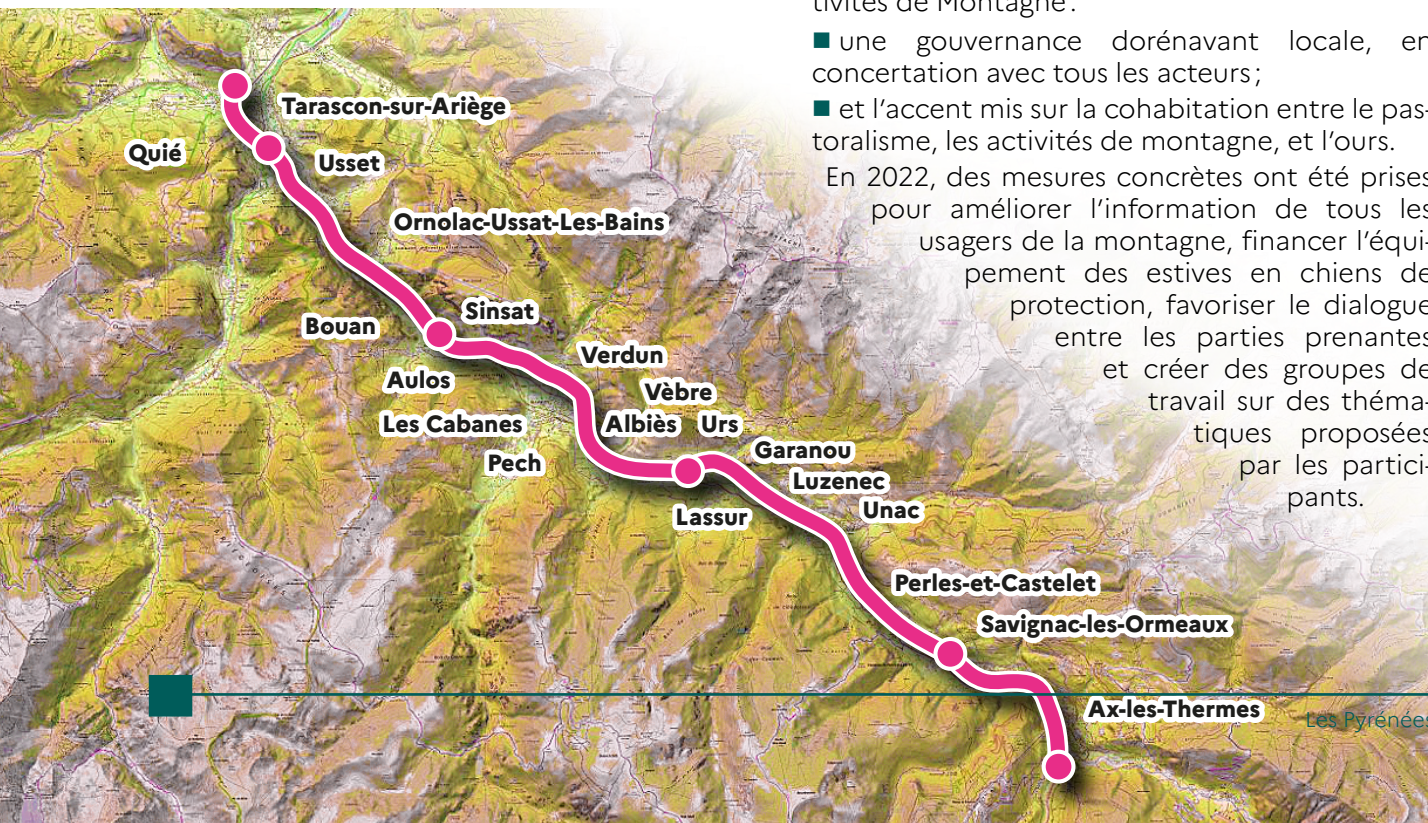 tivités de Montagne :
■ une gouvernance dorénavant locale, en
concertation avec tous les acteurs ;
■ et l'accent mis sur la cohabitation entre le pas-
toralisme, les activités de montagne, et l'ours.
En 2022, des mesures concrètes ont été prises
pour améliorer l'information de tous les
usagers de la montagne, financer l'équi-
pement des estives en chiens de
protection, favoriser le dialogue
entre les parties prenantes
et créer des groupes de
travail sur des théma-
tiques proposées
par les partici-
pants.
Tarascon-sur-Ariège
Quié
Usset
Ornolac-Ussat-Les-Bains
Sinsat
Bouan
Verdun
Aulos
Vèbre
Les Cabanes
Albiès
Urs
Pech
Garanou
Luzenec
Lassur
Unac
Perles-et-Castelet
Savignac-les-Ormeaux
Ax-les-Thermes
Les Pyrénées